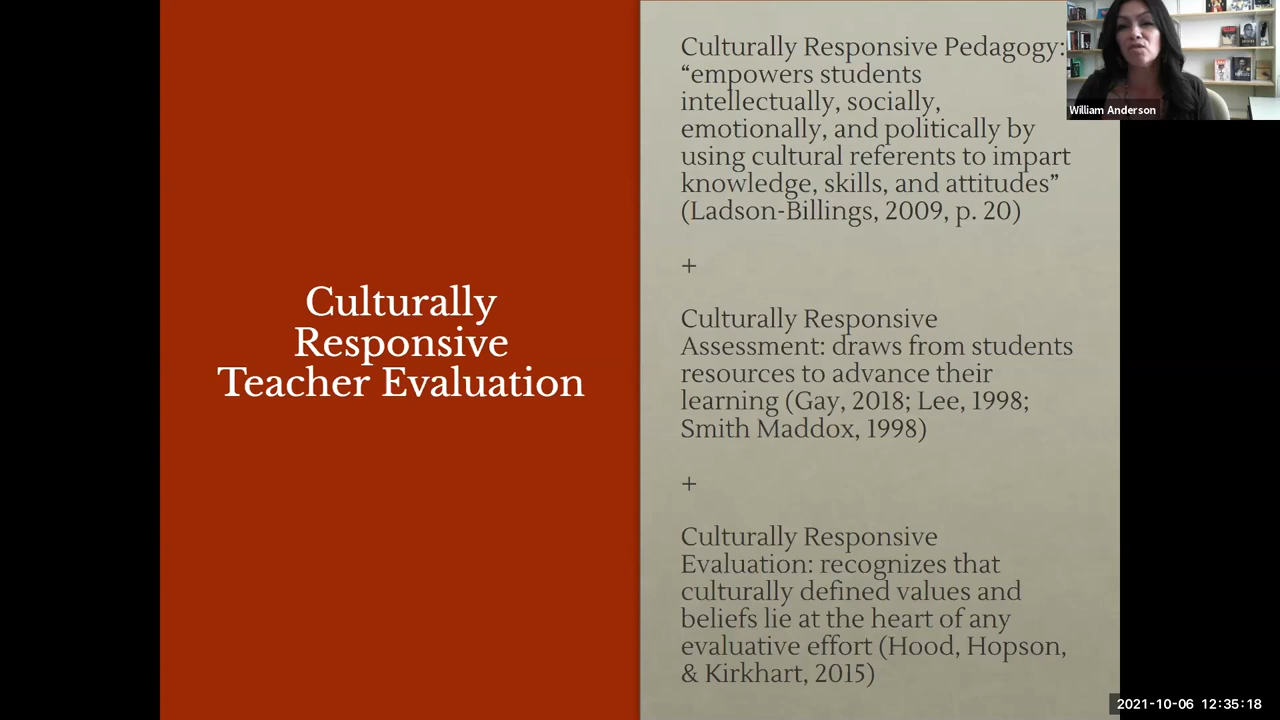 Culturally
Responsive
Teacher Evaluation
Culturally Responsive Pedagogy:
“empowers students
intellectually, socially,
emotionally, and politically by
using cultural referents to impart
knowledge, skills, and attitudes”
(Ladson-Billings, 2009, p. 20)
+
Culturally Responsive
Assessment: draws from students
resources to advance their
learning (Gay, 2018; Lee, 1998;
Smith Maddox, 1998)
+
Culturally Responsive
Evaluation: recognizes that
culturally defined values and
beliefs lie at the heart of any
evaluative effort (Hood, Hopson,
& Kirkhart, 2015)
William Anderson
2021-10-06 12:35:18